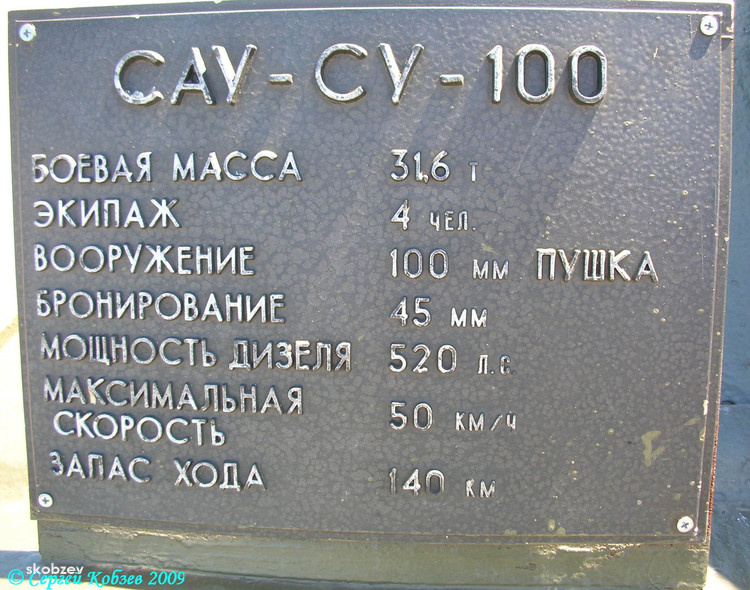 САУ-СУ-100
БОЕВАЯ МАССА 31,6 т
ЭКИПАЖ 4 ЧЕЛ.
ВООРУЖЕНИЕ 100 ММ ПУШКА
БРОНИРОВАНИЕ 45 ММ
МОЩНОСТЬ ДИЗЕЛЯ 520 Л.С.
МАКСИМАЛЬНАЯ
СКОРОСТЬ 50 КМ/Ч
ЗАПАС ХОДА 140 КМ
skobzev
© Сергей Кобзев 2009